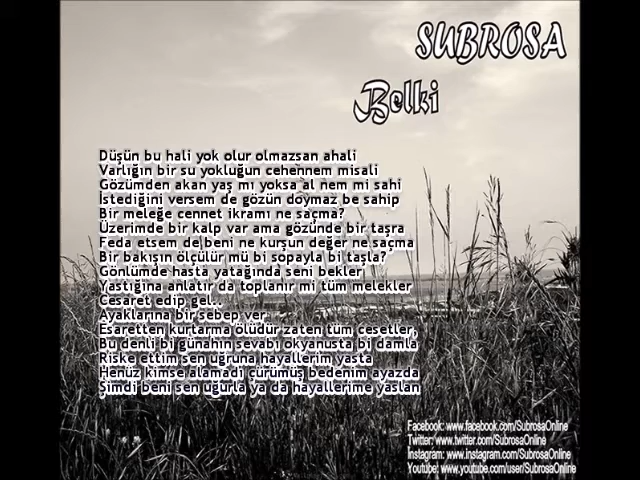 SUBROSA
Belki
Düşün bu hali yok olur olmazsan ahali
Varlığın bir su yokluğun cehennem misali
Gözümden akan yaş mı yoksa al nem mi sahi
İstediğini versem de gözün doymaz be sahip
Bir meleğe cennet ikramı ne saçma?
Üzerimde bir kalp var ama gözünde bir taşra
Feda etsem de beni ne kurşun değer ne saçma
Bir bakışın ölçülür mü bi sopayla bi taşla?
Gönlümde hasta yatağında seni bekler
Yastığına anlatır da toplanır mi tüm melekler
Cesaret edip gel...
Ayaklarına bir sebep ver
Esaretten kurtarma ölüdür zaten tüm cesetler,
Bu denli bi günahin sevabı okyanusta bi damla
Riske ettim sen uğruna hayallerim yasta
Henüz kimse alamadı çürümüş bedenim ayazda
Şimdi beni sen uğurla ya da hayallerime yaslan
Facebook: www.facebook.com/SubrosaOnline
Twitter: www.twitter.com/SubrosaOnline
Instagram: www.instagram.com/SubrosaOnline
Youtube: www.youtube.com/user/SubrosaOnline